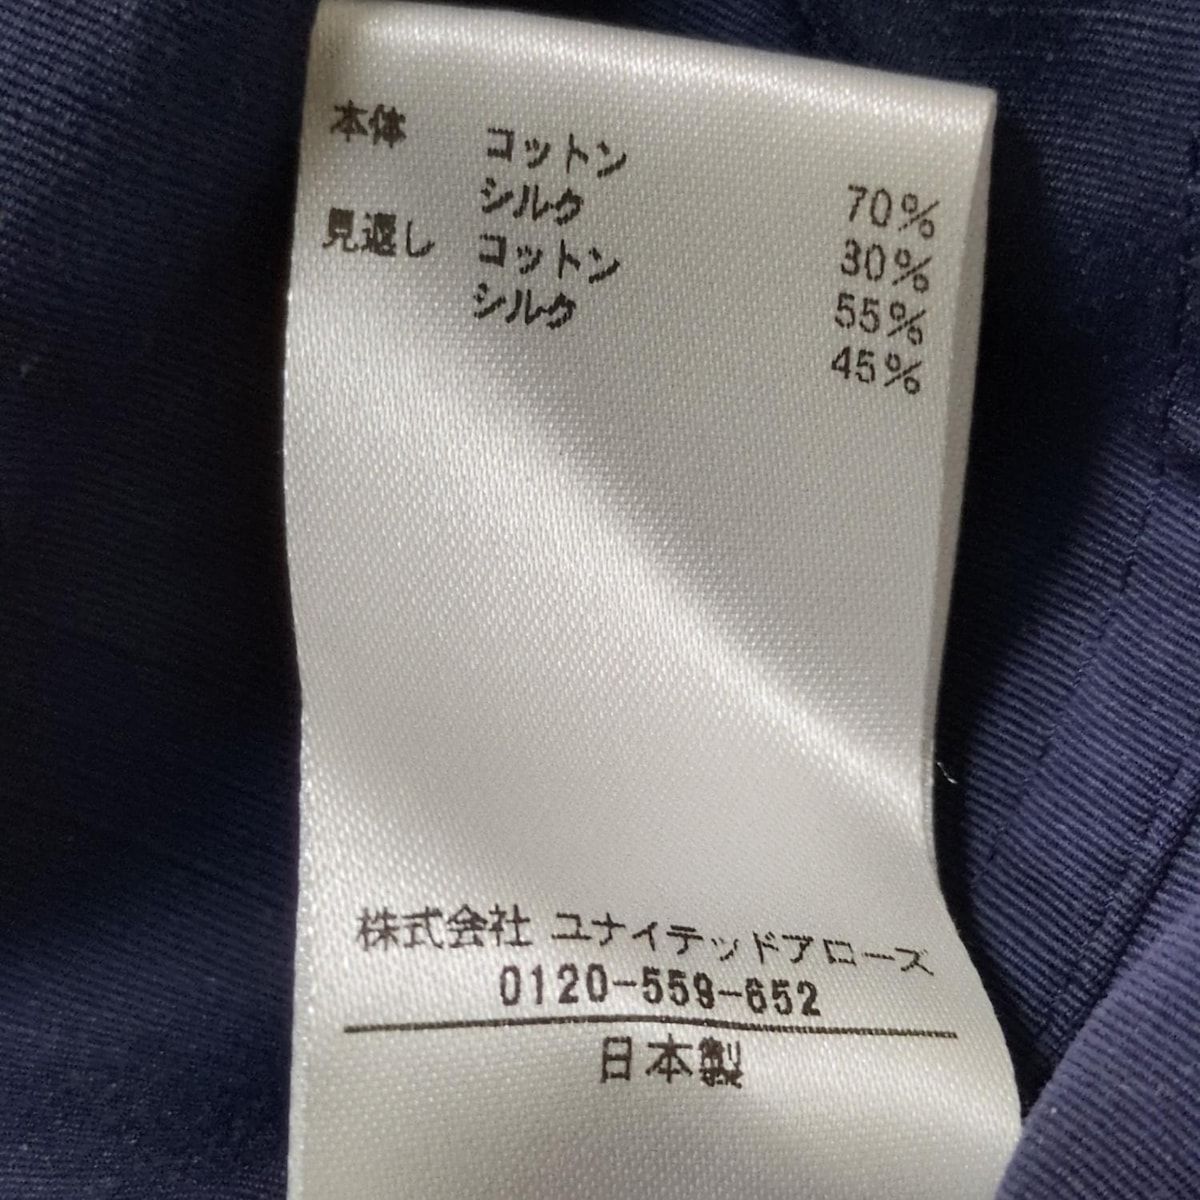 本体 コットン 70%
シルク 30%
見返し コットン 55%
シルク 45%
株式会社 ユナイテッドアローズ
0120-559-652
日本製